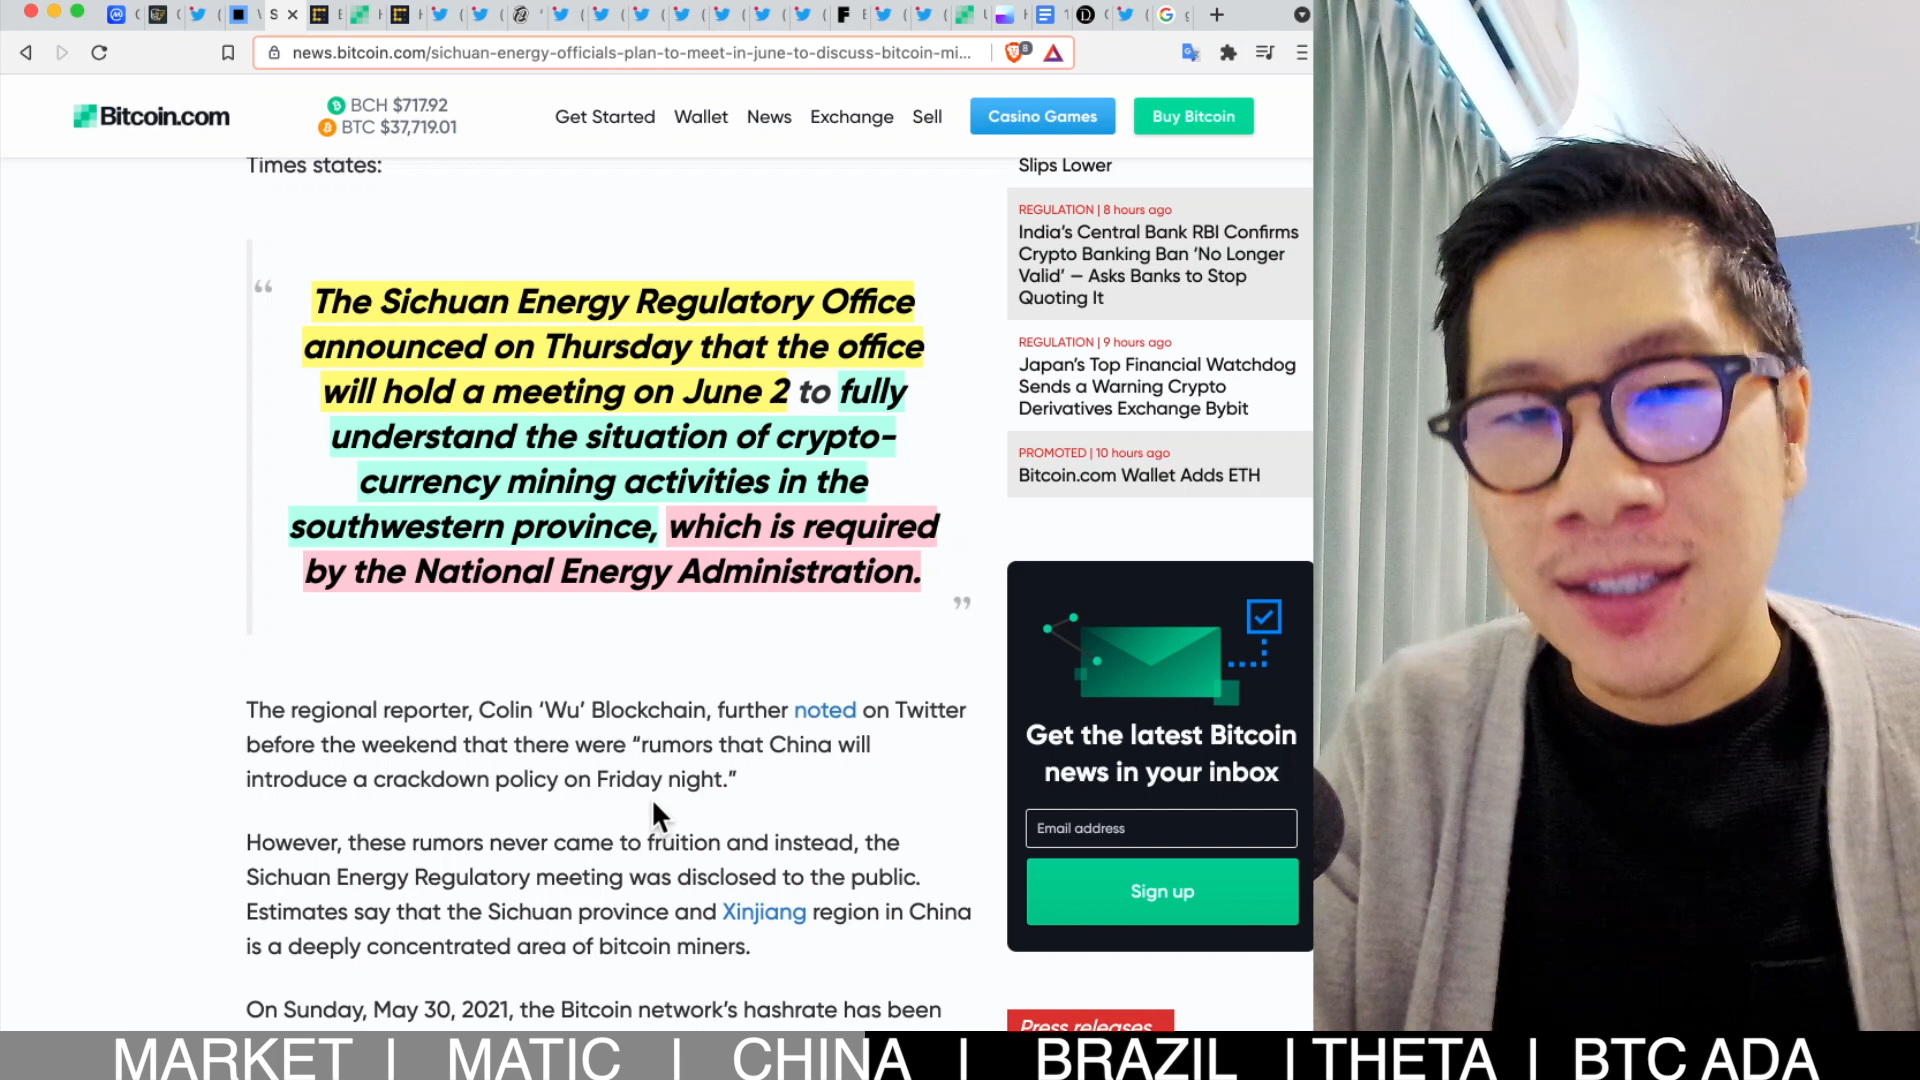 news.bitcoin.com/sichuan-energy-officials-plan-to-meet-in-june-to-discuss-bitcoin-mi...
8
Bitcoin.com
BCH $717.92
BTC $37,719.01
Get Started
Wallet
News
Exchange
Sell
Casino Games
Buy Bitcoin
Times states:
“
The Sichuan Energy Regulatory Office
announced on Thursday that the office
will hold a meeting on June 2 to fully
understand the situation of crypto-
currency mining activities in the
southwestern province, which is required
by the National Energy Administration.
”
The regional reporter, Colin ‘Wu’ Blockchain, further noted on Twitter
before the weekend that there were “rumors that China will
introduce a crackdown policy on Friday night.”
However, these rumors never came to fruition and instead, the
Sichuan Energy Regulatory meeting was disclosed to the public.
Estimates say that the Sichuan province and Xinjiang region in China
is a deeply concentrated area of bitcoin miners.
On Sunday, May 30, 2021, the Bitcoin network’s hashrate has been
Slips Lower
REGULATION | 8 hours ago
India’s Central Bank RBI Confirms
Crypto Banking Ban ‘No Longer
Valid’ – Asks Banks to Stop
Quoting It
REGULATION | 9 hours ago
Japan’s Top Financial Watchdog
Sends a Warning Crypto
Derivatives Exchange Bybit
PROMOTED | 10 hours ago
Bitcoin.com Wallet Adds ETH
Get the latest Bitcoin
news in your inbox
Email address
Sign up
Press releases
MARKET | MATIC | CHINA | BRAZIL | THETA | BTC ADA